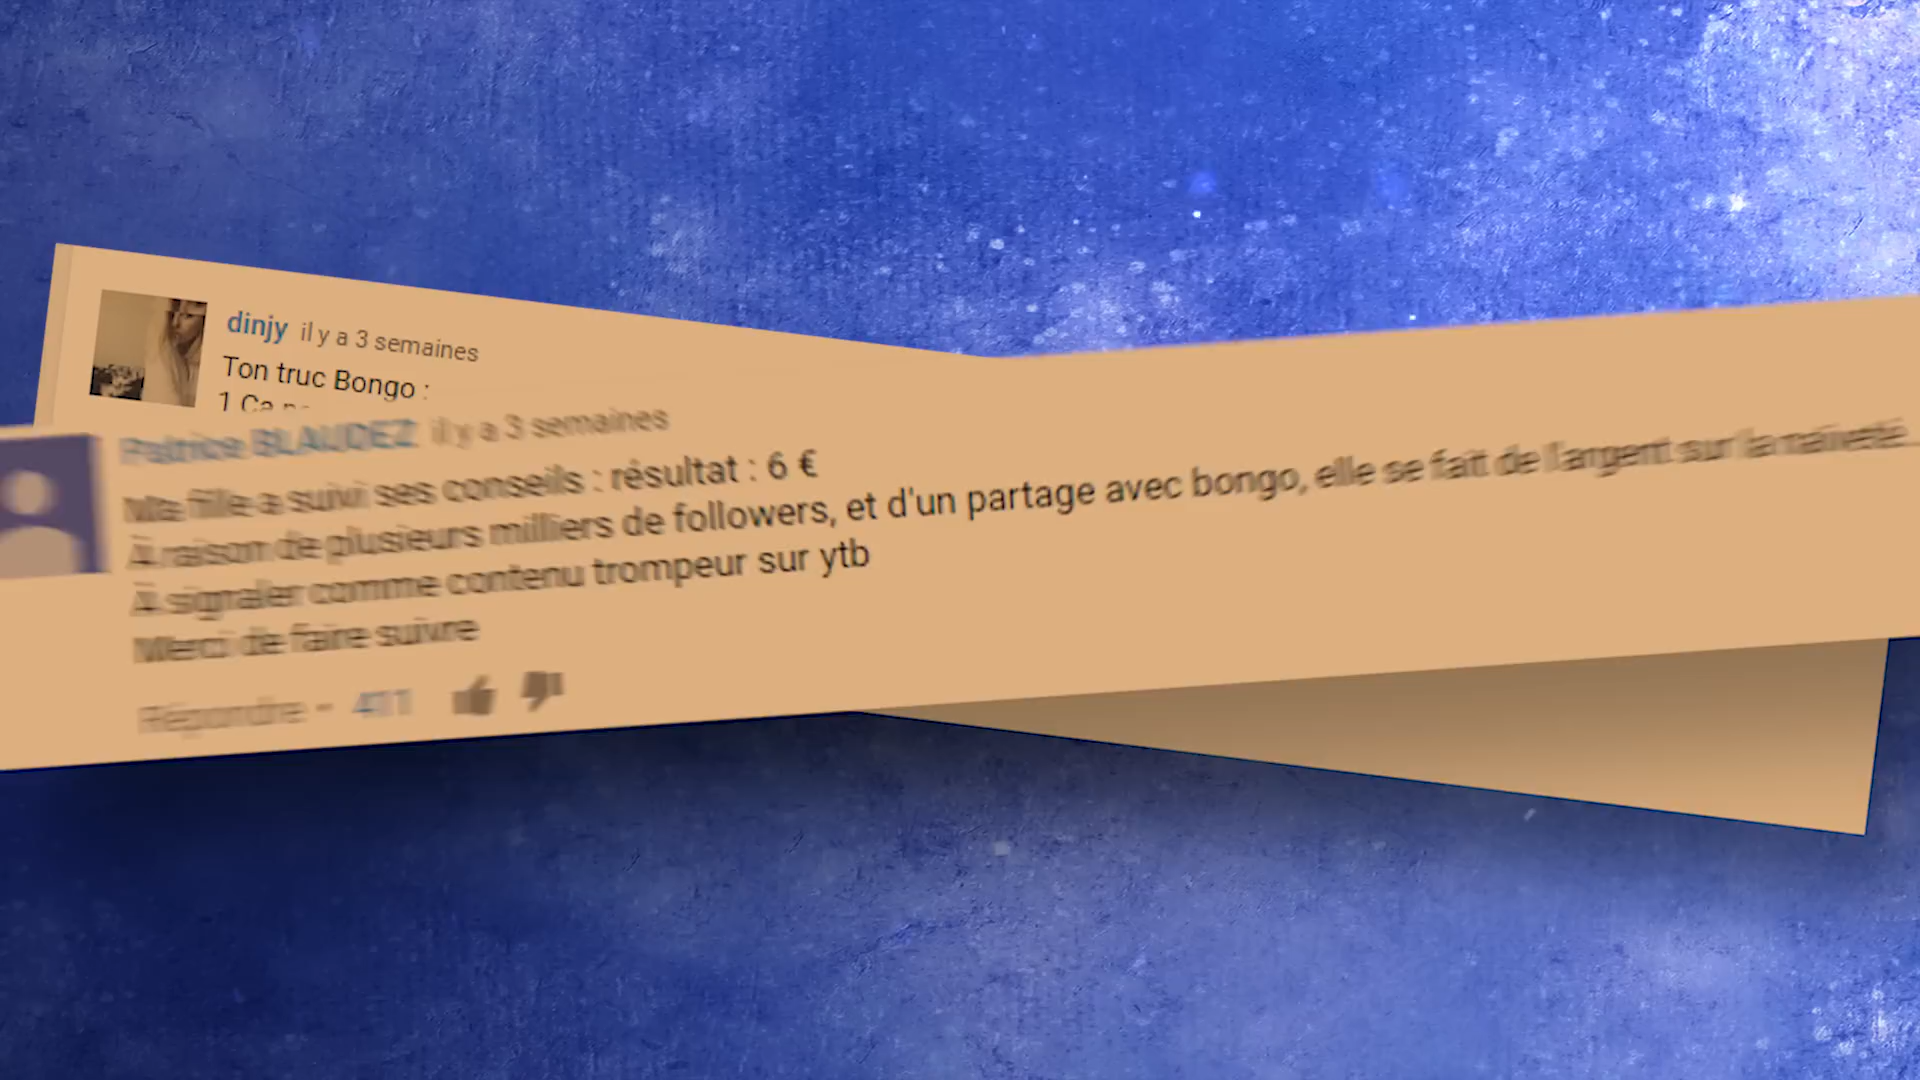 dinjy il y a 3 semaines
Ton truc Bongo :
1 Ça
Patrice BLAUDEZ il y a 3 semaines
Ma fille a suivi ses conseils : résultat : 6 €
À raison de plusieurs milliers de followers, et d'un partage avec bongo, elle se fait de l'argent sur la naïveté...
À signaler comme contenu trompeur sur ytb
Merci de faire suivre
Répondre • 411